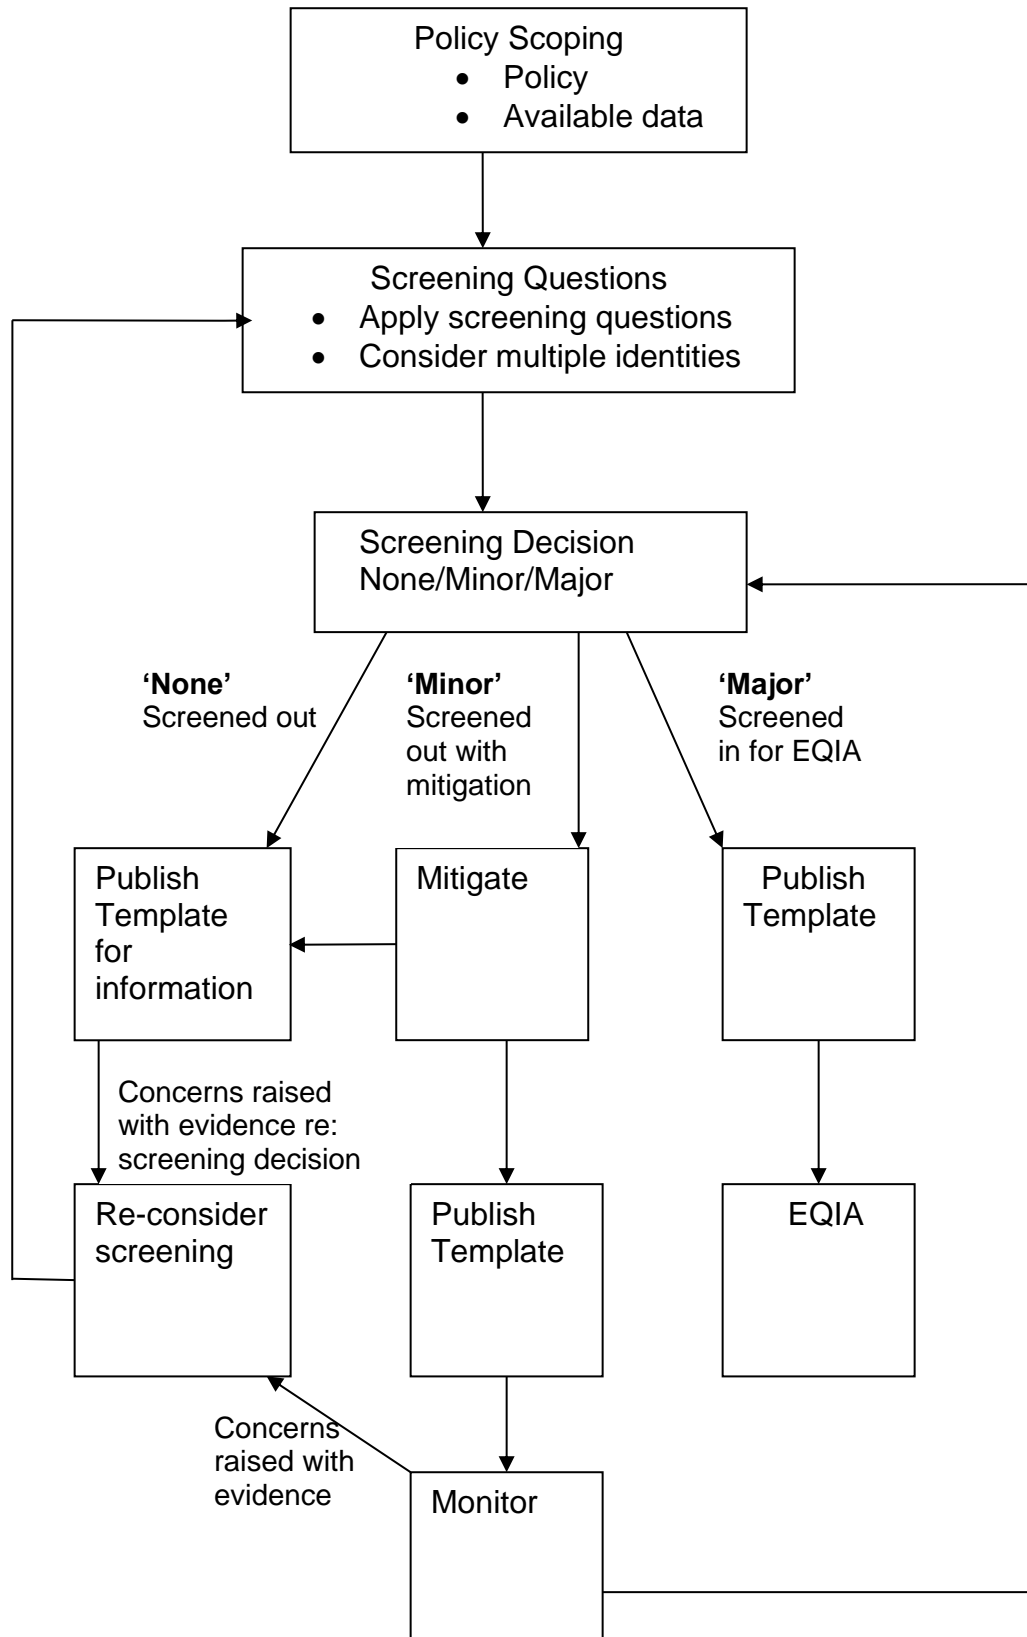 Policy Scoping
• Policy
• Available data
Screening Questions
• Apply screening questions
• Consider multiple identities
Screening Decision
None/Minor/Major
‘None’
Screened out
‘Minor’
Screened
out with
mitigation
‘Major’
Screened
in for EQIA
Publish
Template
for
information
Mitigate
Publish
Template
Concerns raised
with evidence re:
screening decision
Re-consider
screening
Publish
Template
EQIA
Concerns
raised with
evidence
Monitor